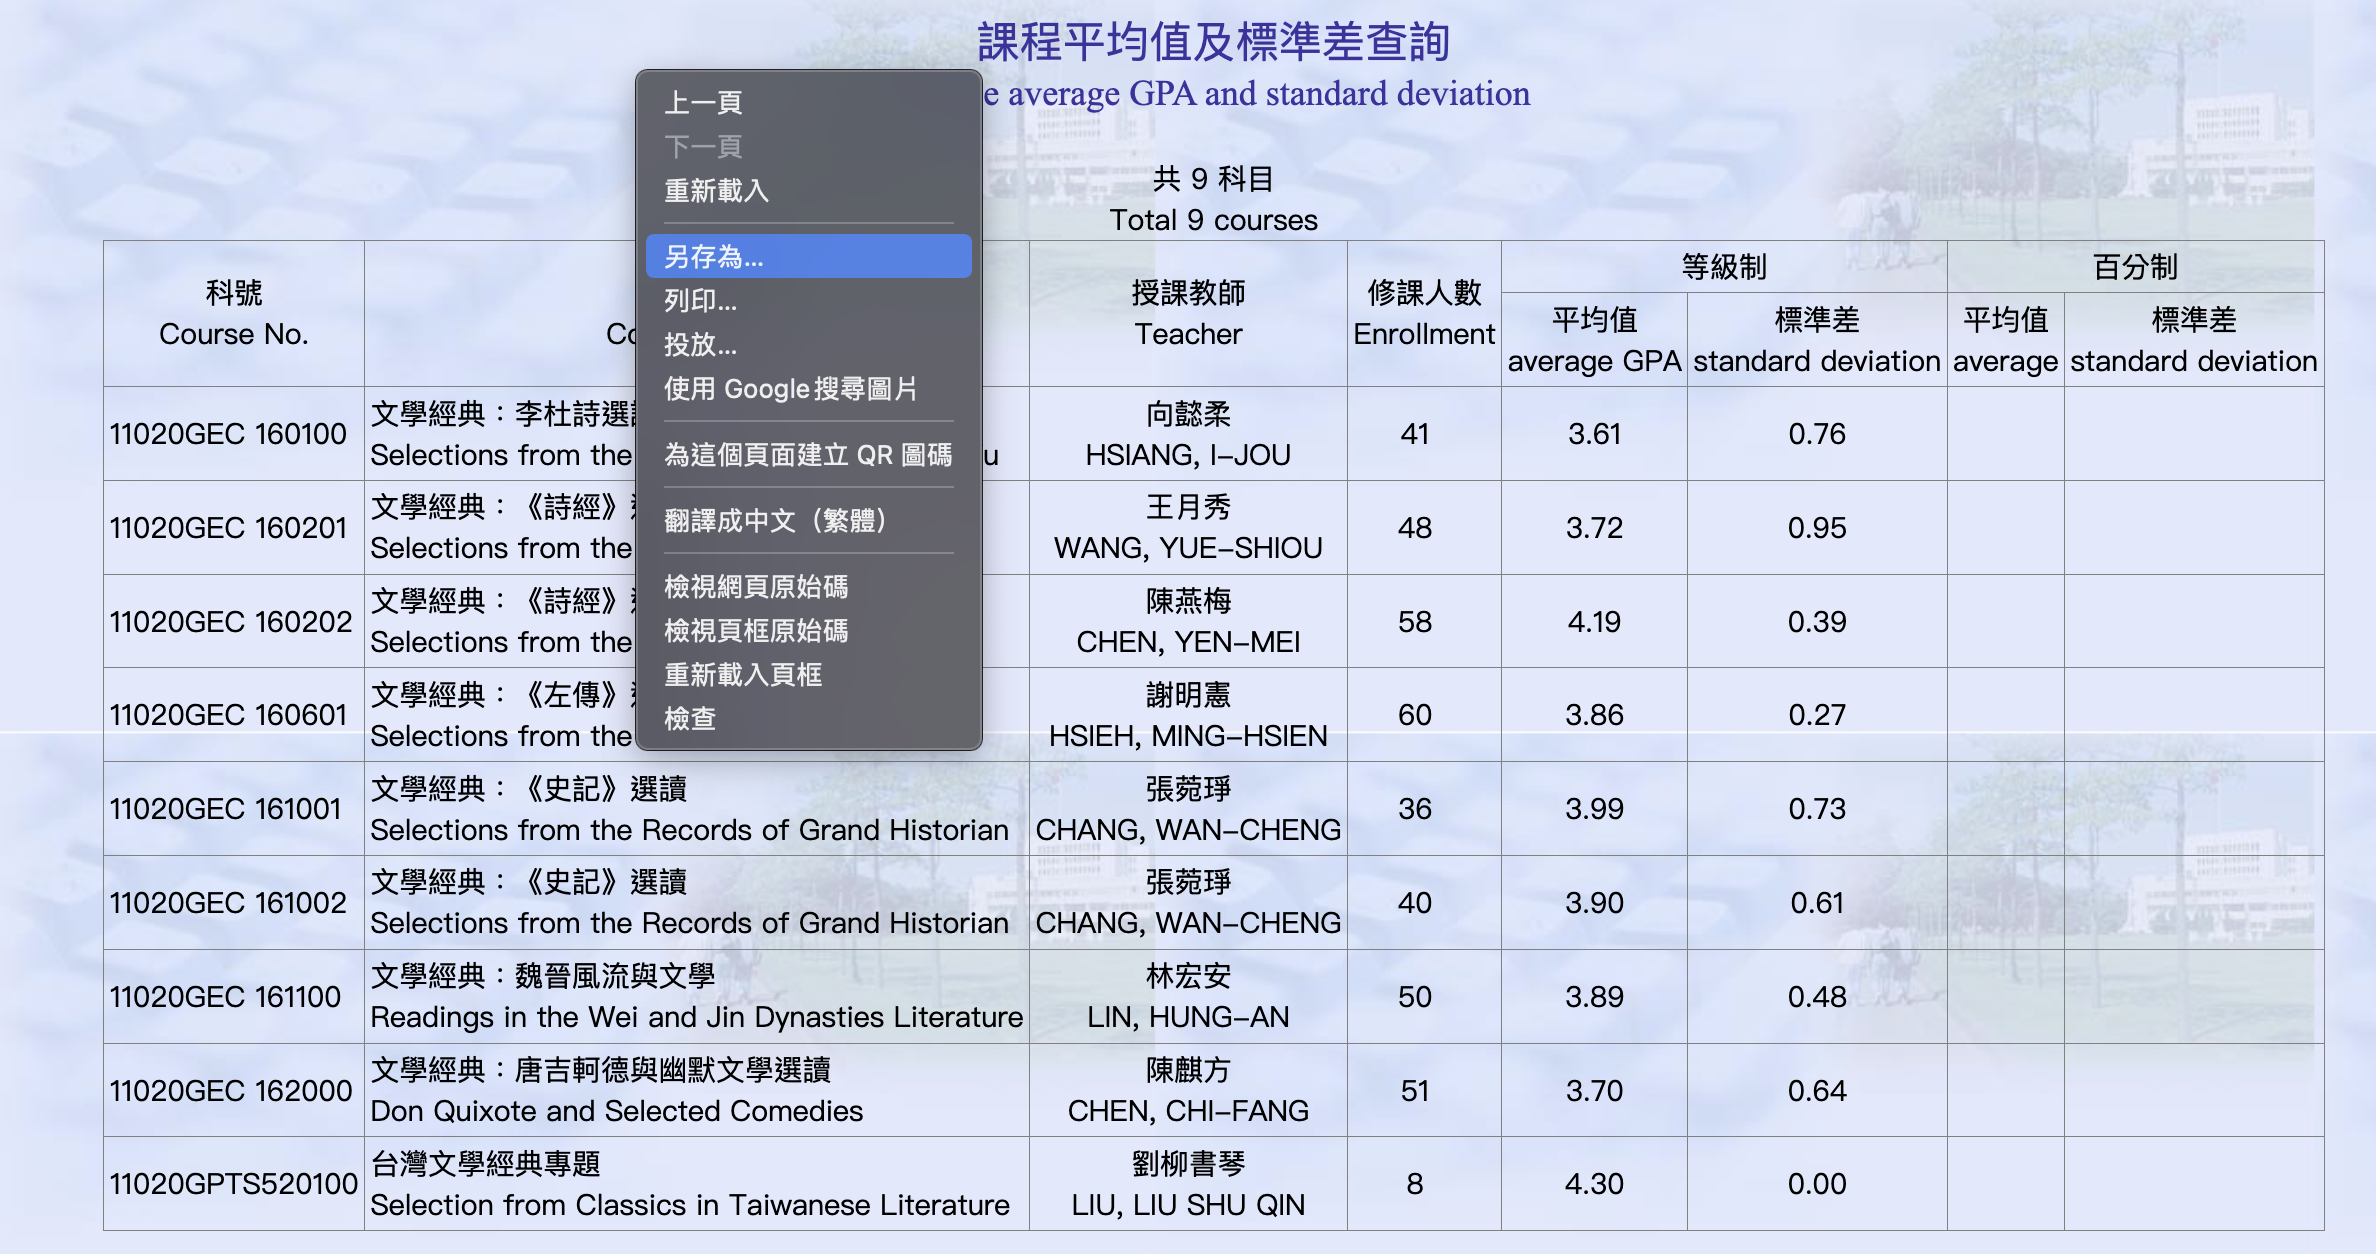 課程平均值及標準差查詢
e average GPA and standard deviation
共 9 科目
Total 9 courses
上一頁
下一頁
重新載入
另存為...
列印...
投放...
使用 Google搜尋圖片
為這個頁面建立 QR 圖碼
翻譯成中文（繁體）
檢視網頁原始碼
檢視頁框原始碼
重新載入頁框
檢查
科號
Course No.
授課教師
Teacher
修課人數
Enrollment
等級制
百分制
平均值
average GPA
標準差
standard deviation
平均值
average
標準差
standard deviation
11020GEC 160100
文學經典：李杜詩選
Selections from the
向懿柔
HSIANG, I-JOU
41
3.61
0.76
11020GEC 160201
文學經典：《詩經》
Selections from the
王月秀
WANG, YUE-SHIOU
48
3.72
0.95
11020GEC 160202
文學經典：《詩經》
Selections from the
陳燕梅
CHEN, YEN-MEI
58
4.19
0.39
11020GEC 160601
文學經典：《左傳》
Selections from the
謝明憲
HSIEH, MING-HSIEN
60
3.86
0.27
11020GEC 161001
文學經典：《史記》選讀
Selections from the Records of Grand Historian
張菀琤
CHANG, WAN-CHENG
36
3.99
0.73
11020GEC 161002
文學經典：《史記》選讀
Selections from the Records of Grand Historian
張菀琤
CHANG, WAN-CHENG
40
3.90
0.61
11020GEC 161100
文學經典：魏晉風流與文學
Readings in the Wei and Jin Dynasties Literature
林宏安
LIN, HUNG-AN
50
3.89
0.48
11020GEC 162000
文學經典：唐吉軻德與幽默文學選讀
Don Quixote and Selected Comedies
陳麒方
CHEN, CHI-FANG
51
3.70
0.64
11020GPTS520100
台灣文學經典專題
Selection from Classics in Taiwanese Literature
劉柳書琴
LIU, LIU SHU QIN
8
4.30
0.00